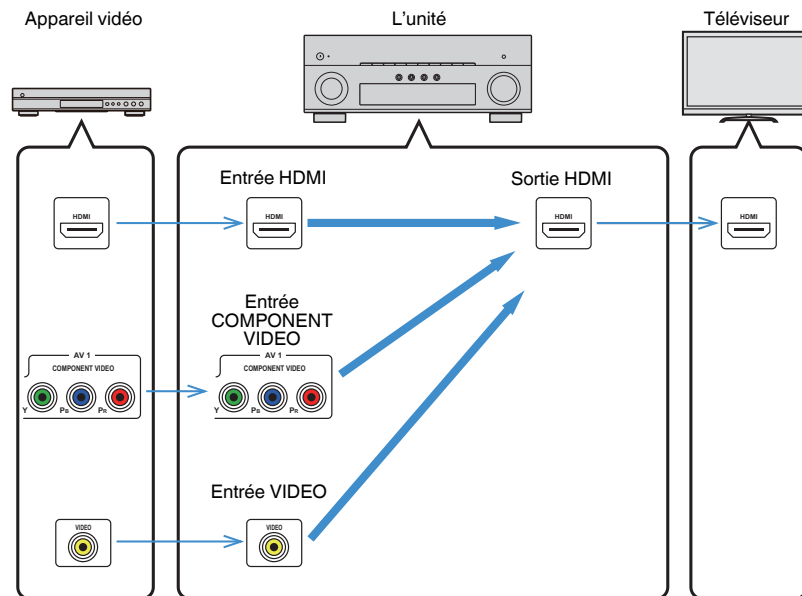 Appareil vidéo
L'unité
Téléviseur
Entrée HDMI
Sortie HDMI
HDMI
HDMI
HDMI
HDMI
Entrée
COMPONENT
VIDEO
AV 1
COMPONENT VIDEO
Y PB PR
AV 1
COMPONENT VIDEO
Y PB PR
Entrée VIDEO
VIDEO
VIDEO